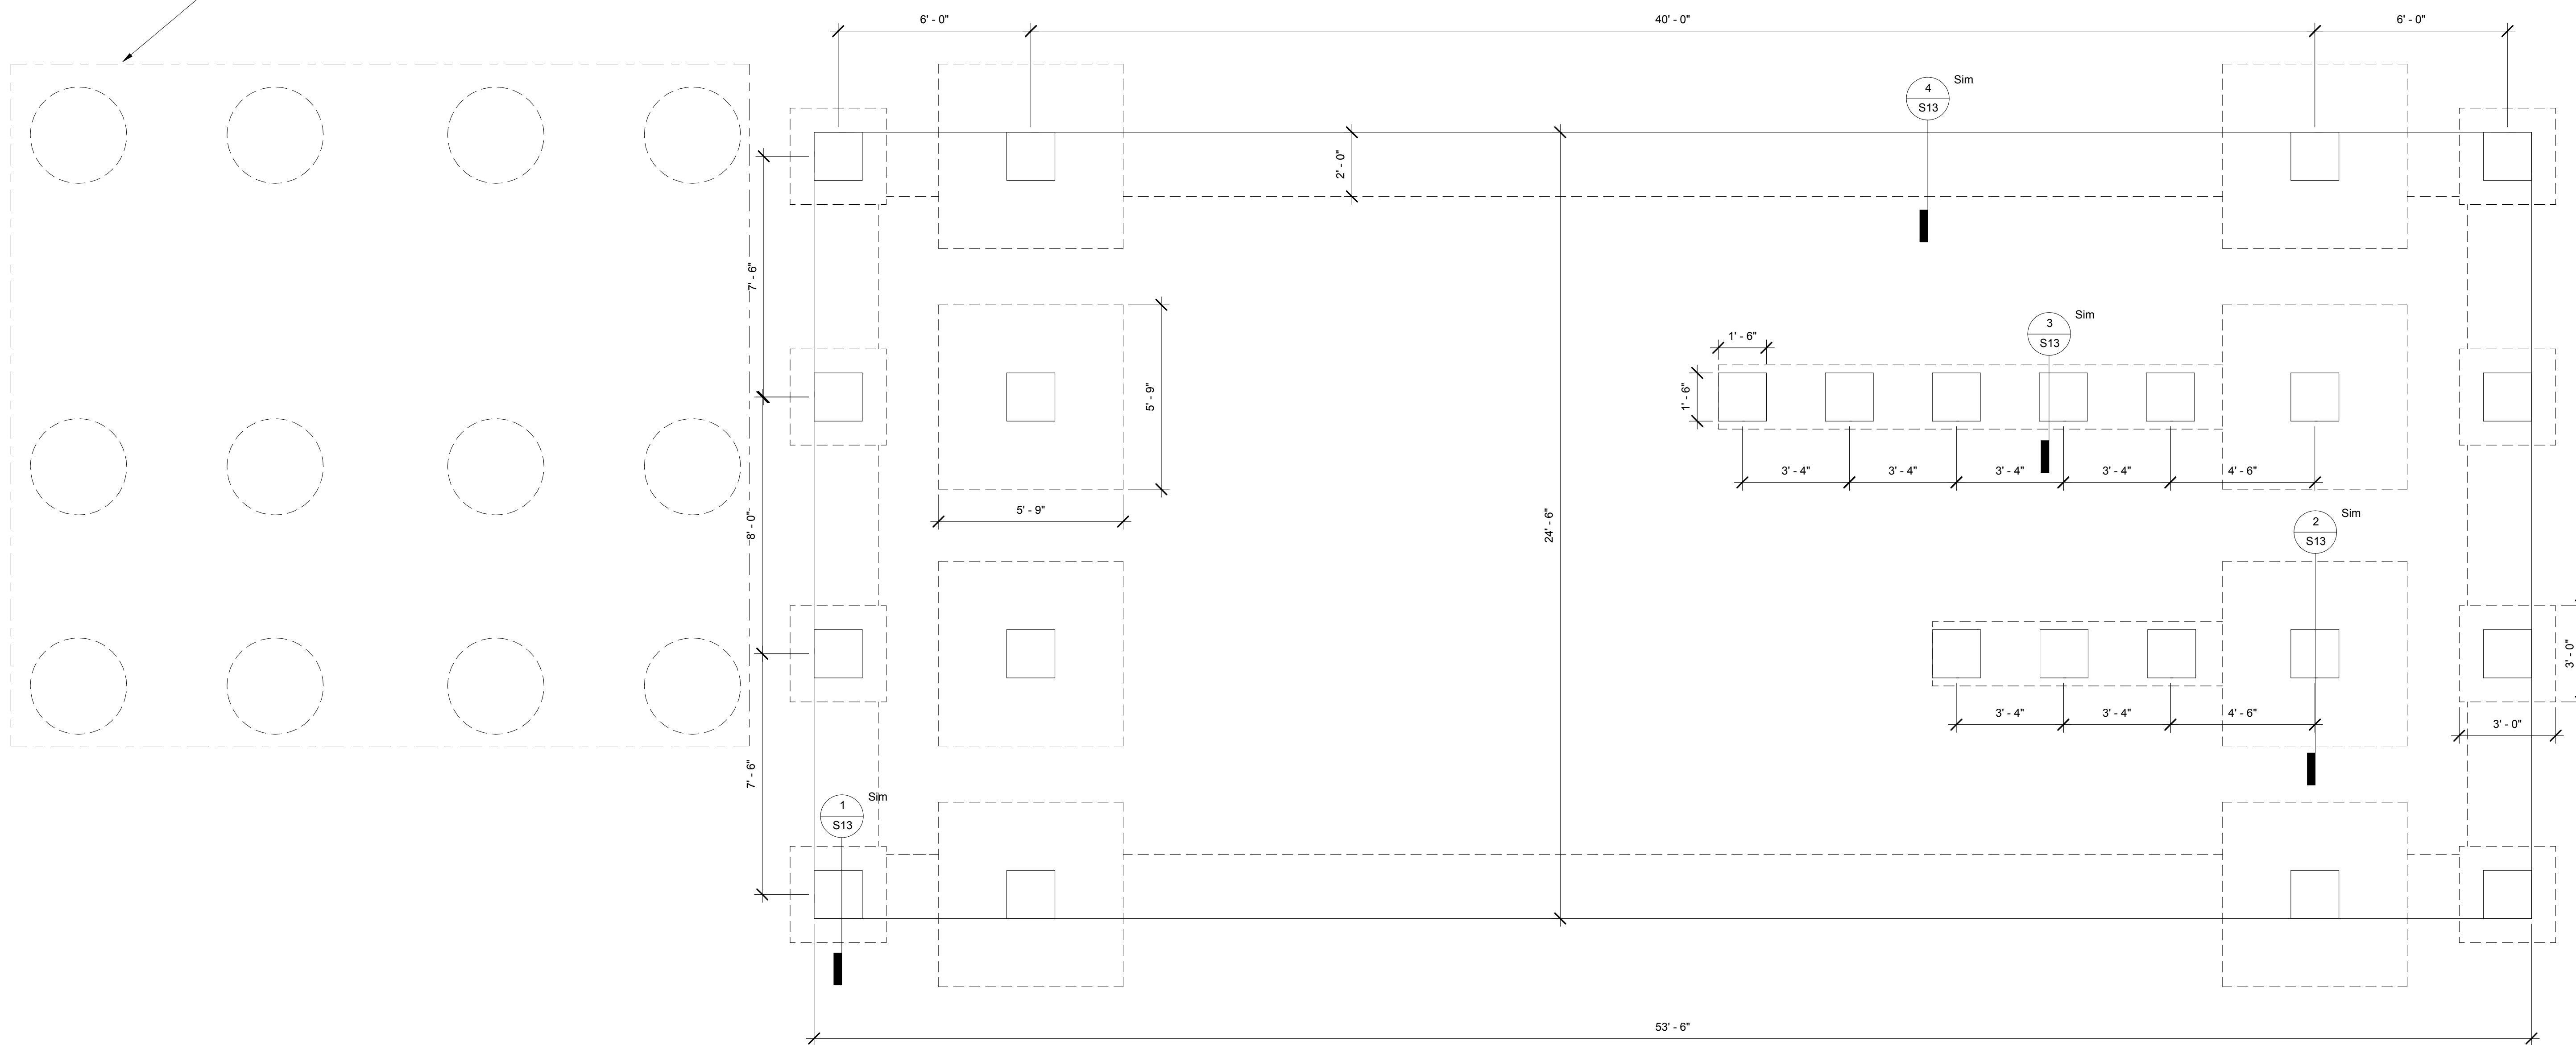 6' - 0"
40' - 0"
6' - 0"
4
Sim
S13
2' - 0"
7' - 6"
3
Sim
S13
1' - 6"
1' - 6"
5' - 9"
3' - 4"
3' - 4"
3' - 4"
3' - 4"
4' - 6"
5' - 9"
8' - 0"
24' - 6"
2
Sim
S13
3' - 0"
3' - 4"
3' - 4"
4' - 6"
3' - 0"
7' - 6"
1
Sim
S13
53' - 6"